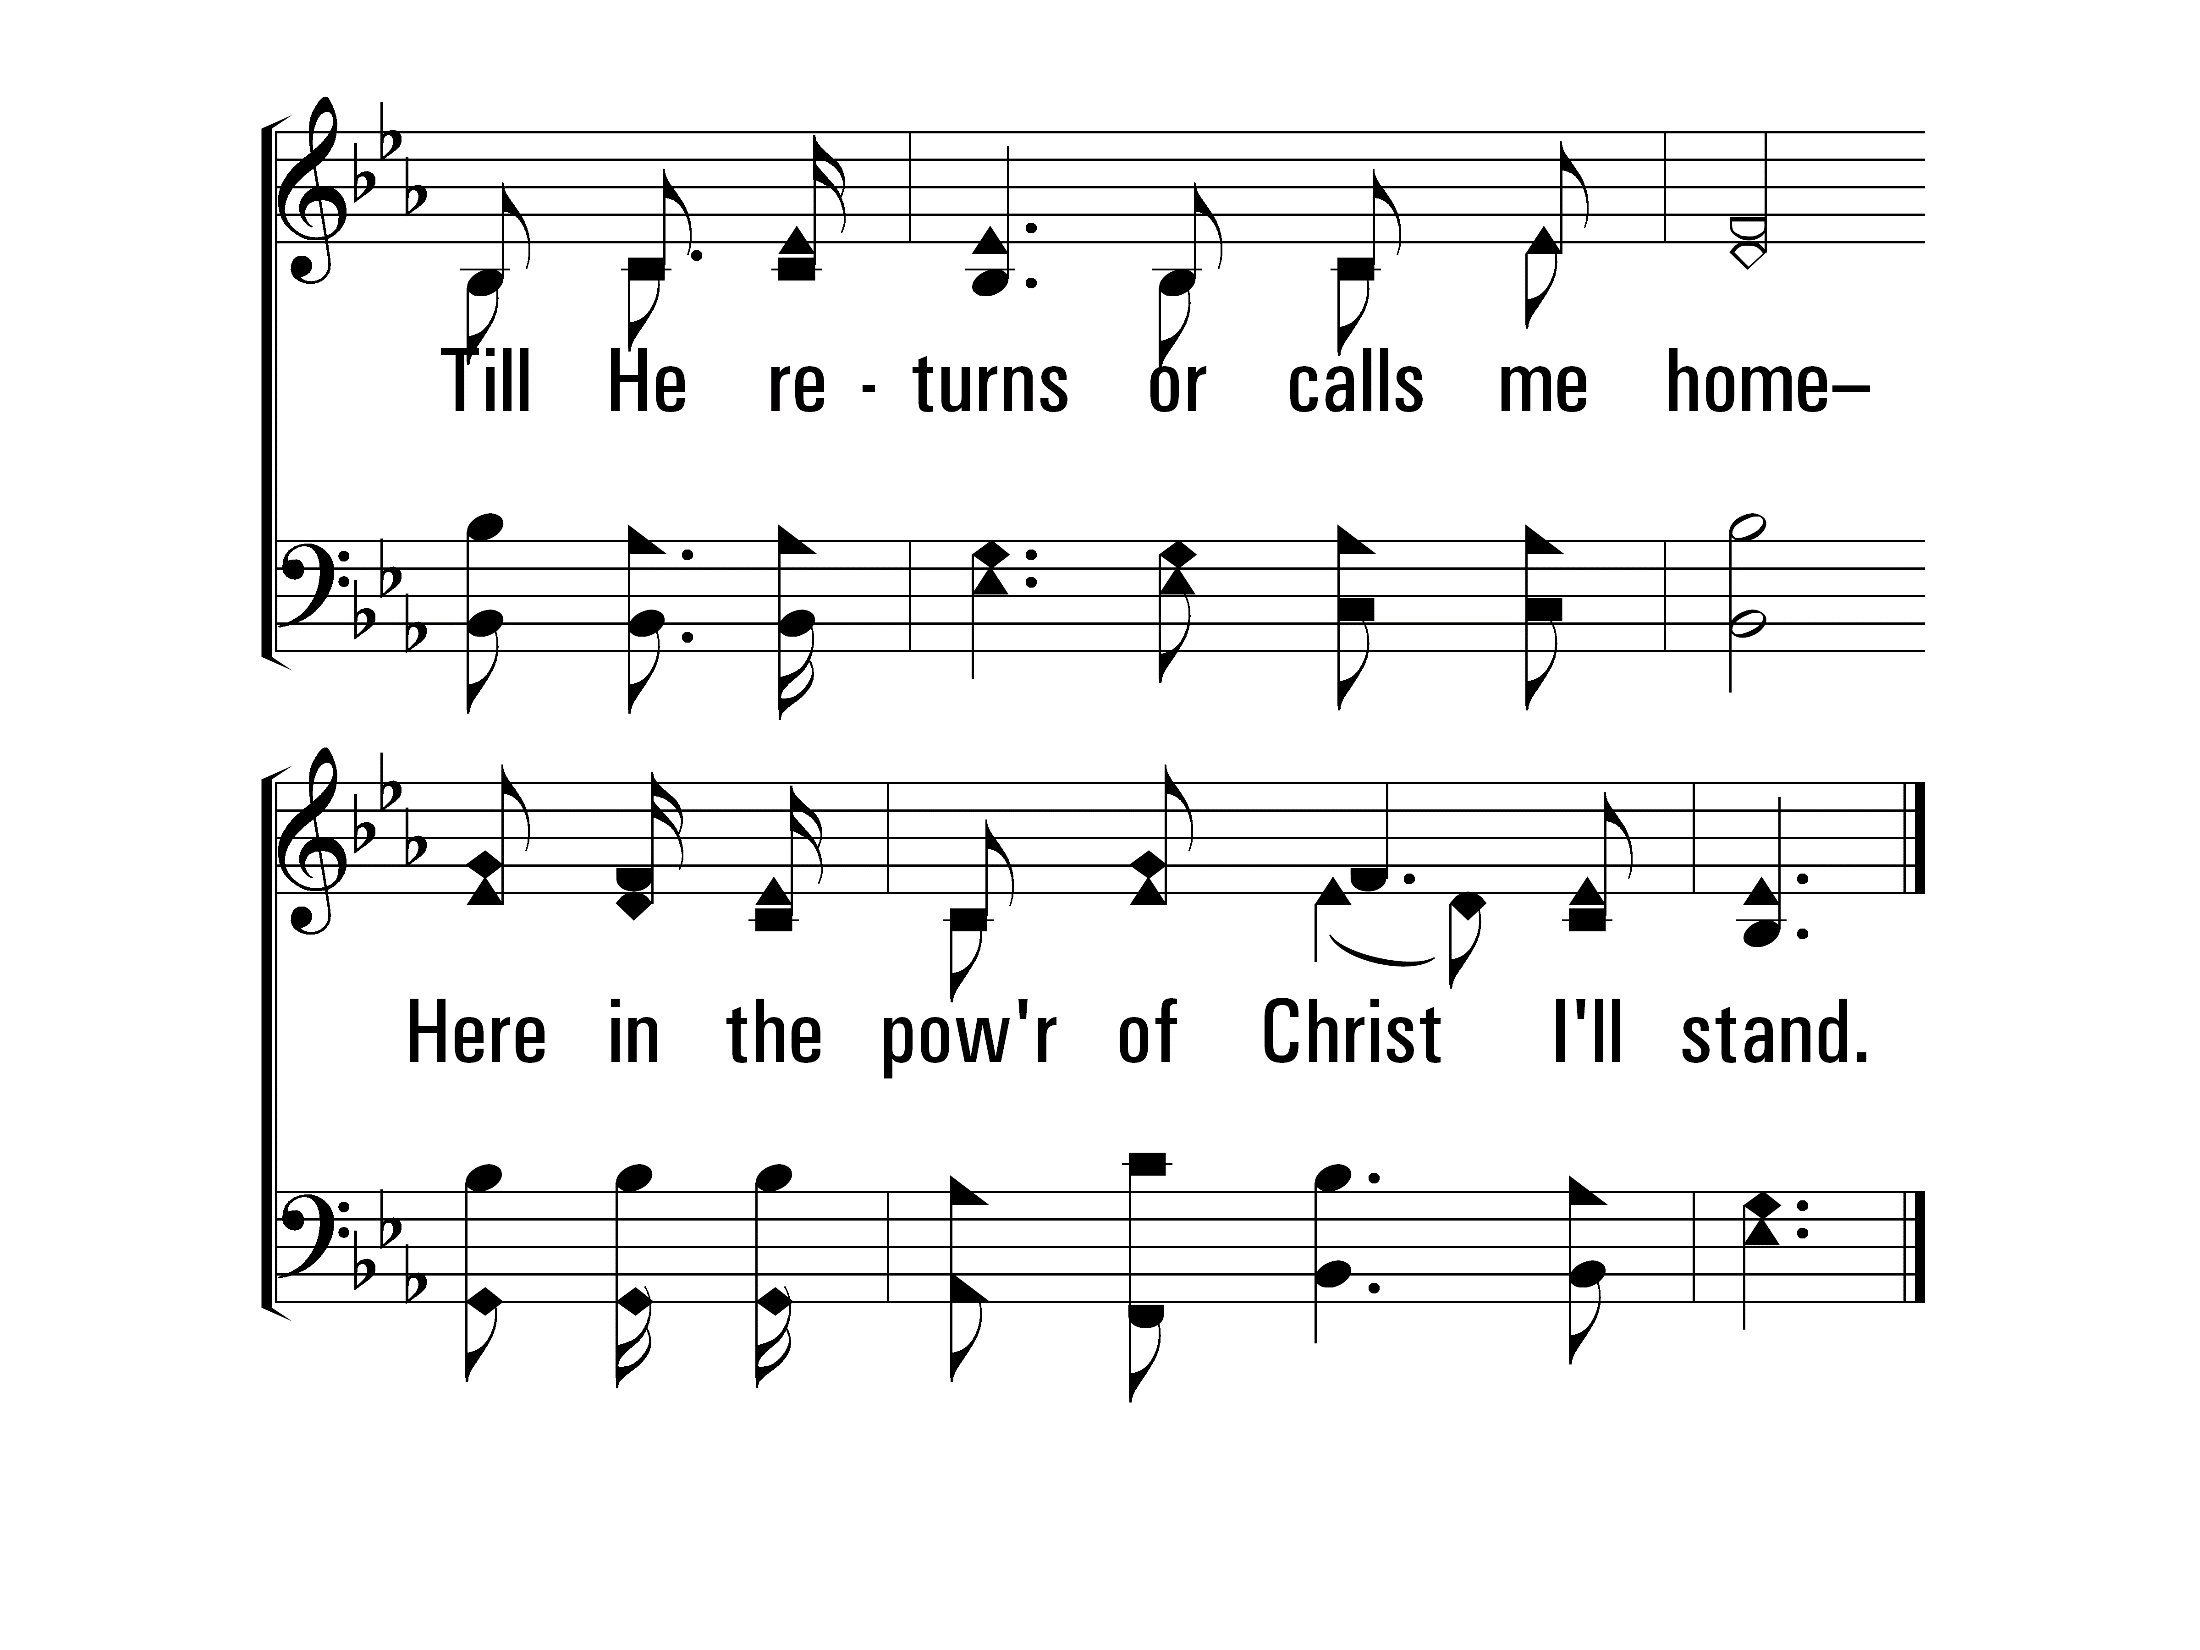 Till He re - turns or calls me home–
Here in the pow'r of Christ I'll stand.